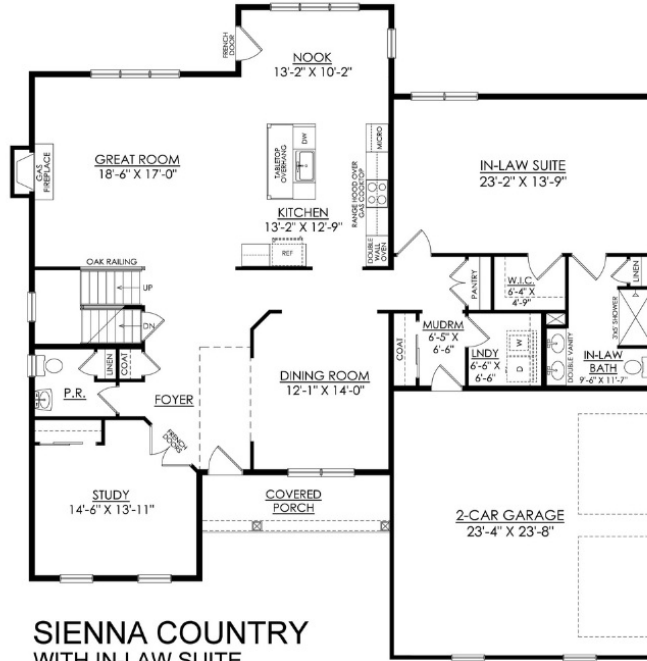 FRENCH
DOOR
NOOK
13'-2" X 10'-2"
GREAT ROOM
18'-6" X 17'-0"
GAS
FIREPLACE
TABLETOP
OVERHANG
DW
MICRO
RANGE HOOD OVER
GAS COOKTOP
KITCHEN
13'-2" X 12'-9"
REF
DOUBLE
WALL
OVEN
IN-LAW SUITE
23'-2" X 13'-9"
OAK RAILING
UP
DN
PANTRY
W.I.C.
6'-4" X
4'-9"
LINEN
3'X5' SHOWER
MUDRM
6'-5" X
6'-6"
COAT
LNDY
6'-6" X
6'-6"
W
D
DOUBLE VANITY
IN-LAW
BATH
9'-6" X 11'-7"
LINEN
COAT
P.R.
FOYER
DINING ROOM
12'-1" X 14'-0"
FRENCH
DOORS
STUDY
14'-6" X 13'-11"
COVERED
PORCH
2-CAR GARAGE
23'-4" X 23'-8"
SIENNA COUNTRY
WITH IN-LAW SUITE